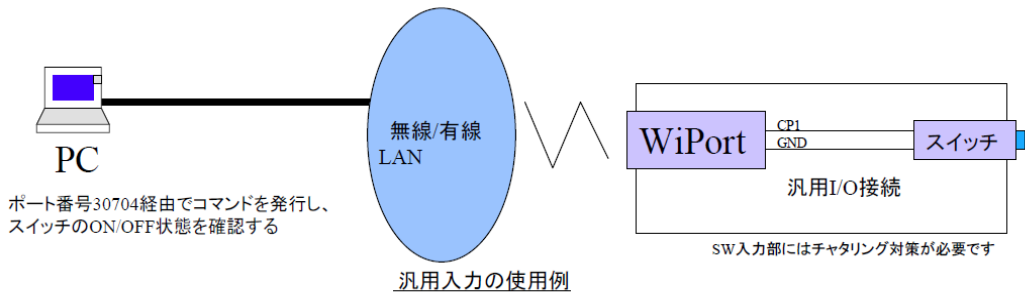 PC
ポート番号30704経由でコマンドを発行し、
スイッチのON/OFF状態を確認する
無線/有線
LAN
WiPort
CP1
GND
スイッチ
汎用I/O接続
SW入力部にはチャタリング対策が必要です
汎用入力の使用例